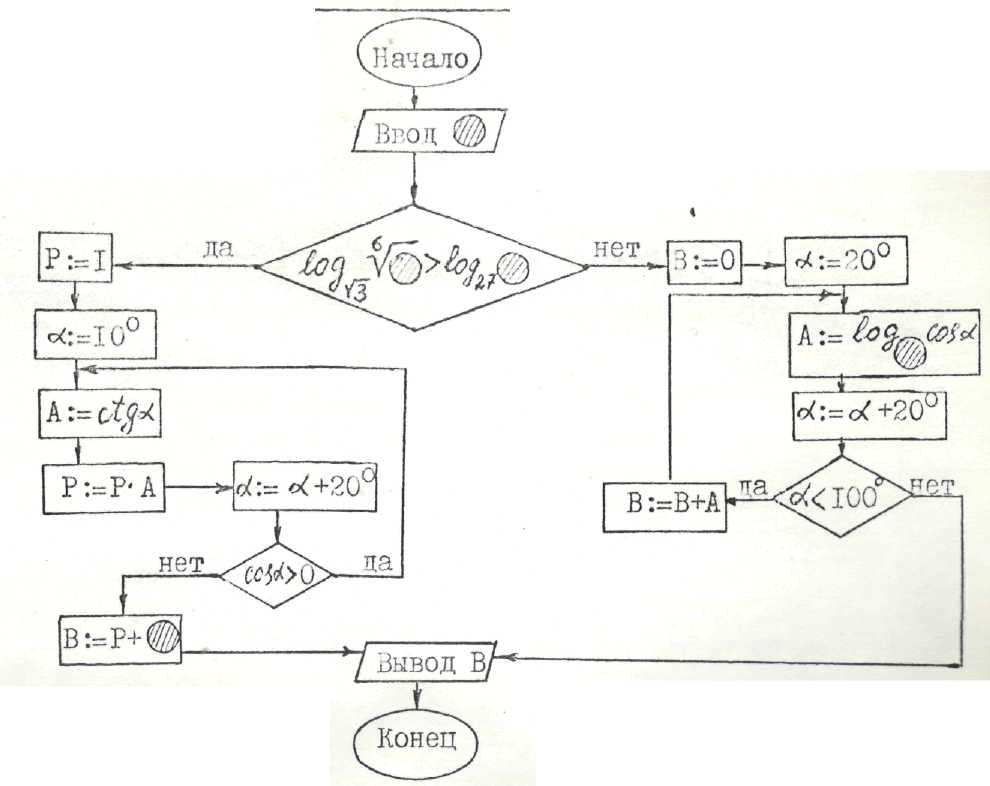 Начало
Ввод
log√3 ⁶√ > log27
да
нет
P:=I
B:=0
α:=20°
α:=I0°
A:= log cosα
A:=ctgα
α:=α+20°
P:=P·A
α:=α+20°
B:=B+A
да
α<I00°
нет
нет
cosα>0
да
B:=P+
Вывод B
Конец